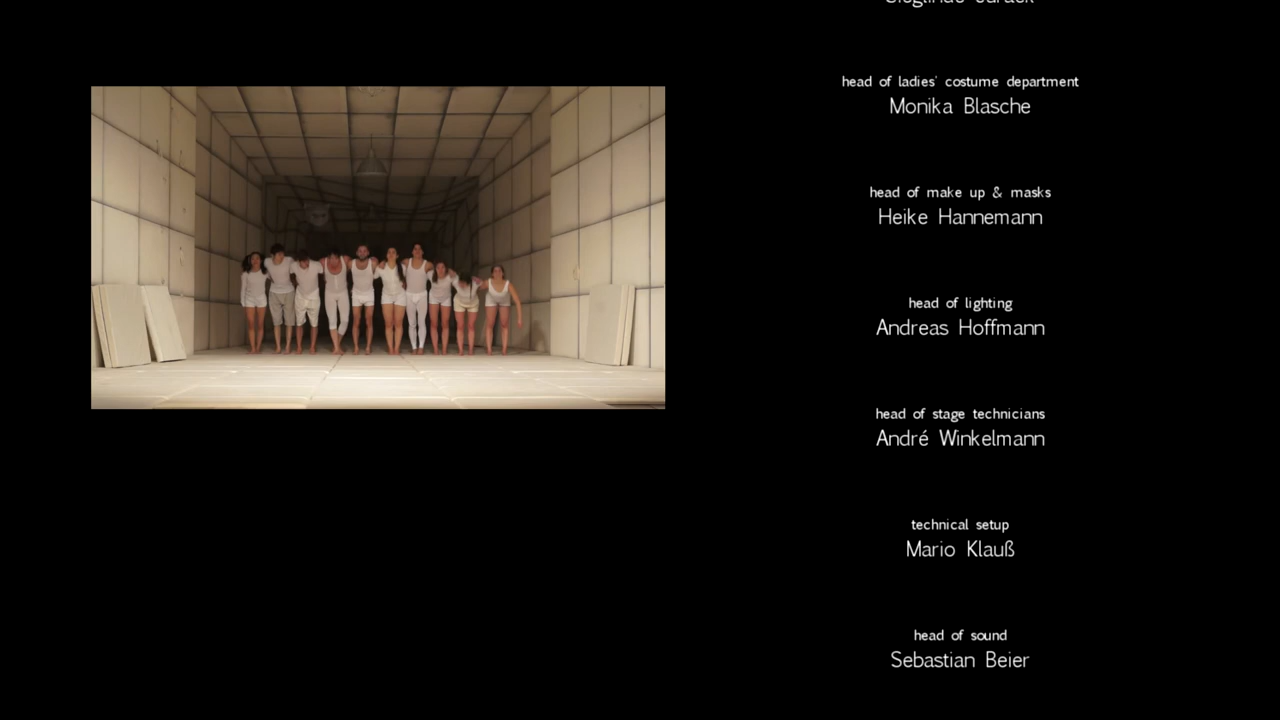 head of ladies' costume department
Monika Blasche
head of make up & masks
Heike Hannemann
head of lighting
Andreas Hoffmann
head of stage technicians
André Winkelmann
technical setup
Mario Klauß
head of sound
Sebastian Beier